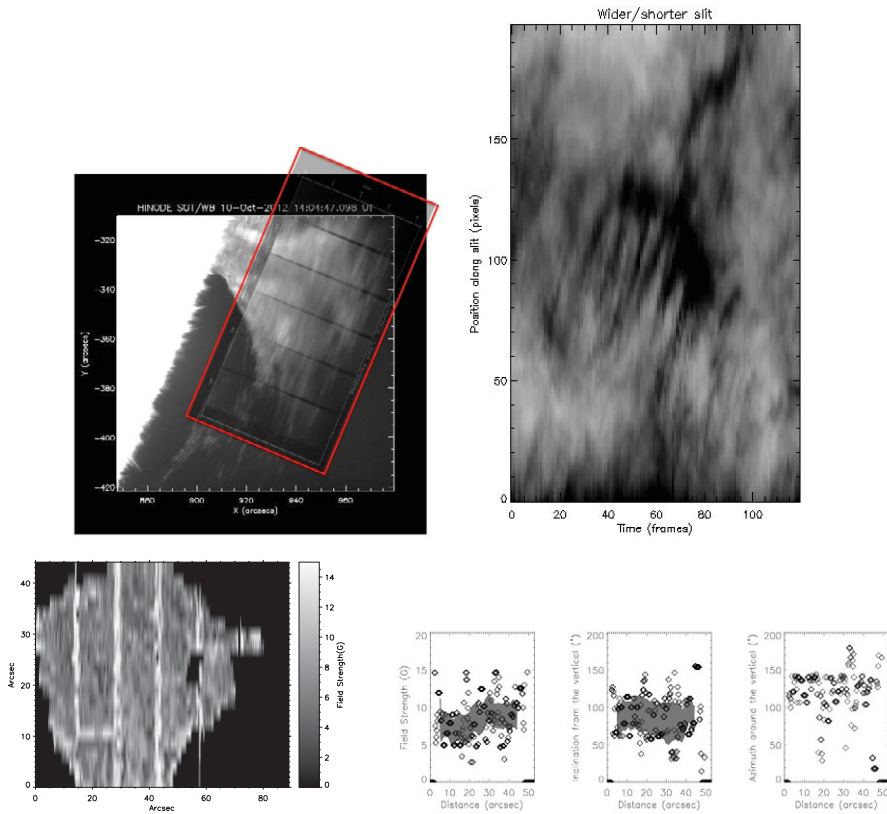 Wider/shorter slit
150
100
50
0
Position along slit (pixels)
0 20 40 60 80 100
Time (frames)
HINODE SOT/WB 10-Oct-2012 14:04:47.098 UT
-320
-340
-360
-380
-400
-420
Y (arcsecs)
880 900 920 940 960
X (arcsecs)
40
30
20
10
0
Arcsec
0 20 40 60 80
Arcsec
14
12
10
8
6
4
2
0
Field Strength(G)
20
15
10
5
0
Field Strength (G)
0 10 20 30 40 50
Distance (arcsec)
200
150
100
50
0
Inclination from the vertical (°)
0 10 20 30 40 50
Distance (arcsec)
200
150
100
50
0
Azimuth around the vertical (°)
0 10 20 30 40 50
Distance (arcsec)